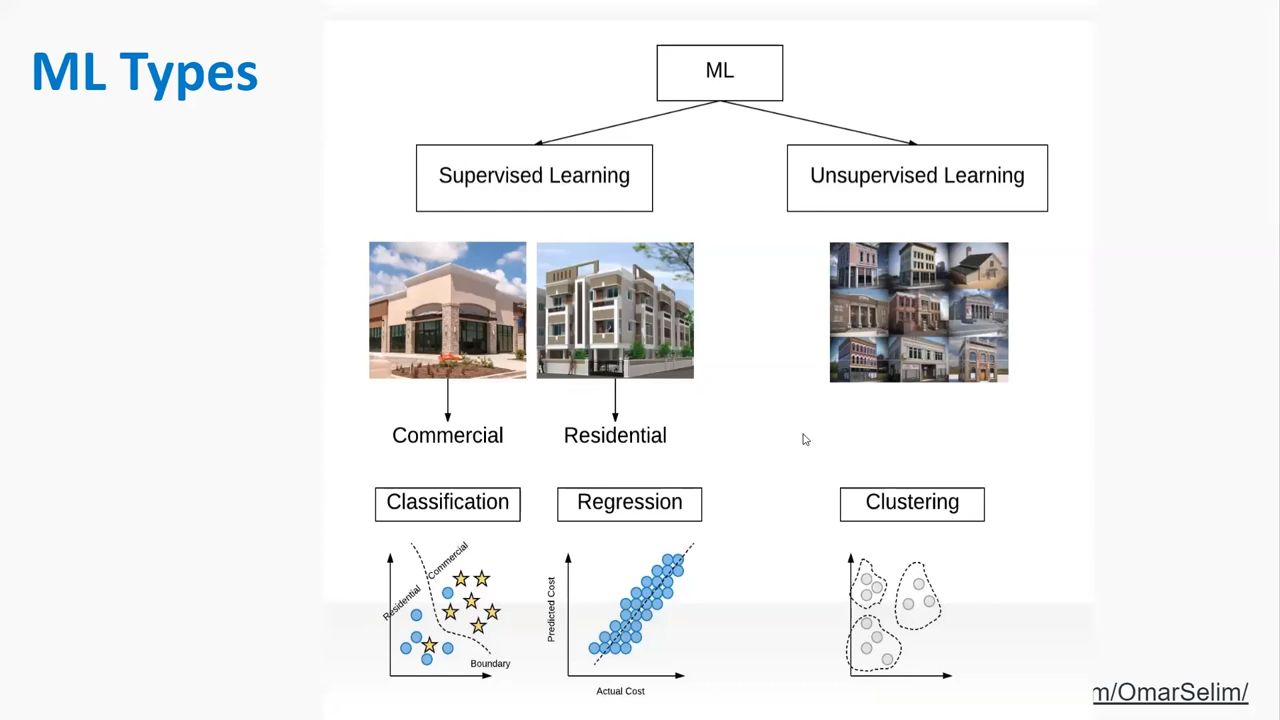 ML Types
ML
Supervised Learning
Unsupervised Learning
Commercial
Residential
Classification
Regression
Clustering
Residential
Commercial
Boundary
Predicted Cost
Actual Cost
m/OmarSelim/